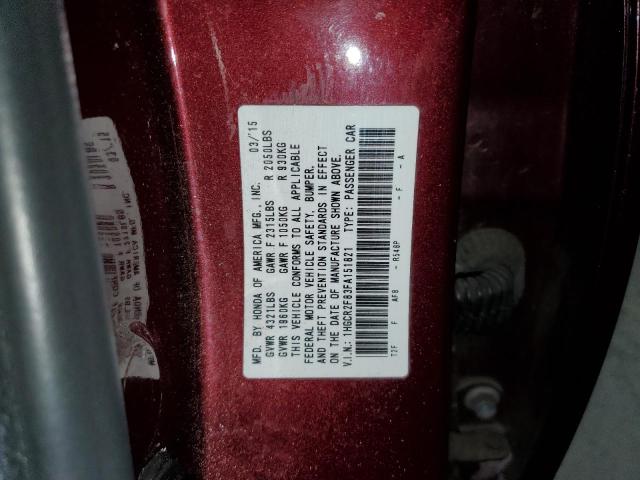 MFD. BY HONDA OF AMERICA MFG., INC. 03/'15
GVWR 4321LBS GAWR F 2315LBS R 2050LBS
GVWR 1960KG GAWR F 1050KG R 930KG
THIS VEHICLE CONFORMS TO ALL APPLICABLE
FEDERAL MOTOR VEHICLE SAFETY, BUMPER,
AND THEFT PREVENTION STANDARDS IN EFFECT
ON THE DATE OF MANUFACTURE SHOWN ABOVE.
V.I.N.: 1HGCR2F83FA151621 TYPE: PASSENGER CAR
T2F F AF8 - R548P - F - A